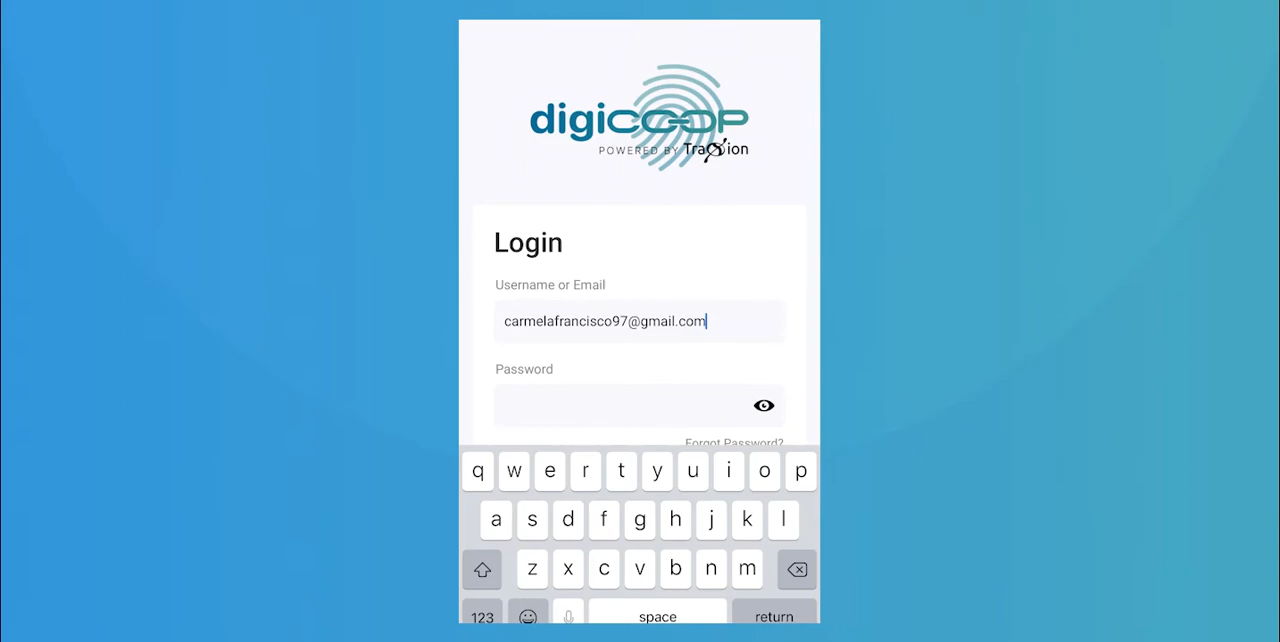 digiCOOP
POWERED BY Traxion
Login
Username or Email
carmelafrancisco97@gmail.com
Password
Forgot Password?
q w e r t y u i o p
a s d f g h j k l
z x c v b n m
123 space return